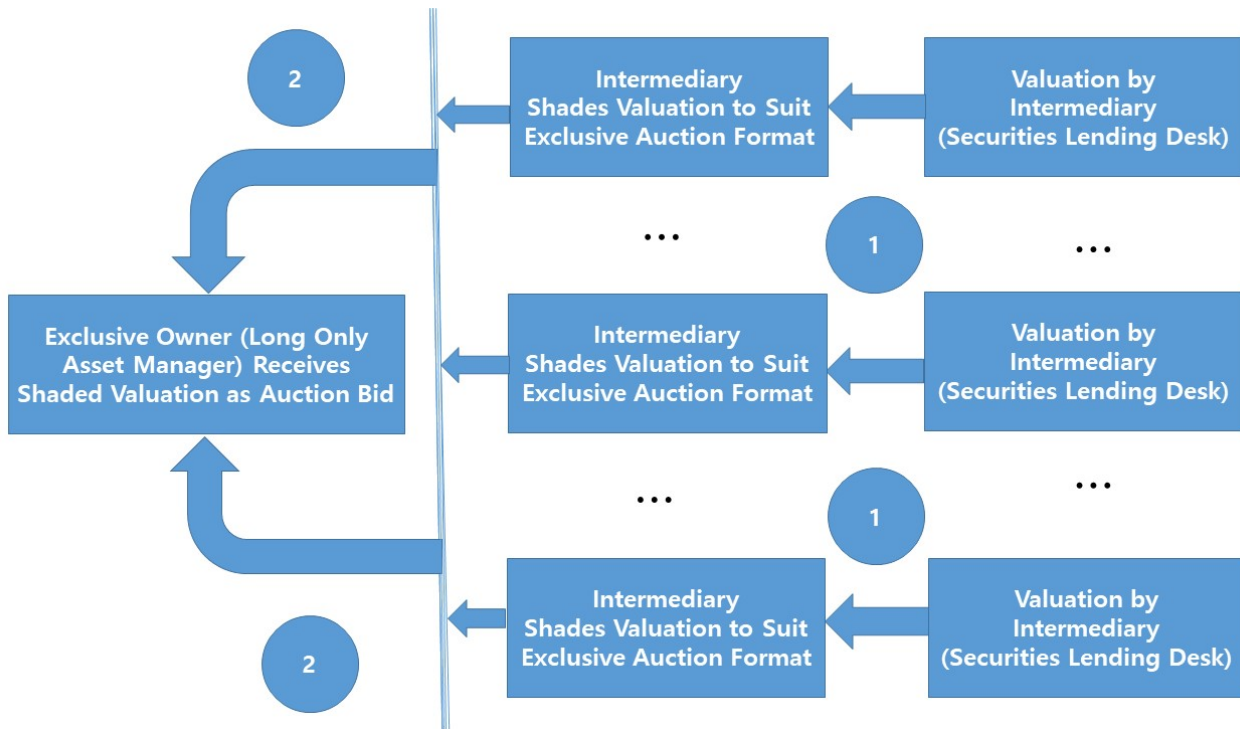 2
Intermediary
Shades Valuation to Suit
Exclusive Auction Format
Valuation by
Intermediary
(Securities Lending Desk)
...
1
...
Exclusive Owner (Long Only
Asset Manager) Receives
Shaded Valuation as Auction Bid
Intermediary
Shades Valuation to Suit
Exclusive Auction Format
Valuation by
Intermediary
(Securities Lending Desk)
...
1
...
2
Intermediary
Shades Valuation to Suit
Exclusive Auction Format
Valuation by
Intermediary
(Securities Lending Desk)